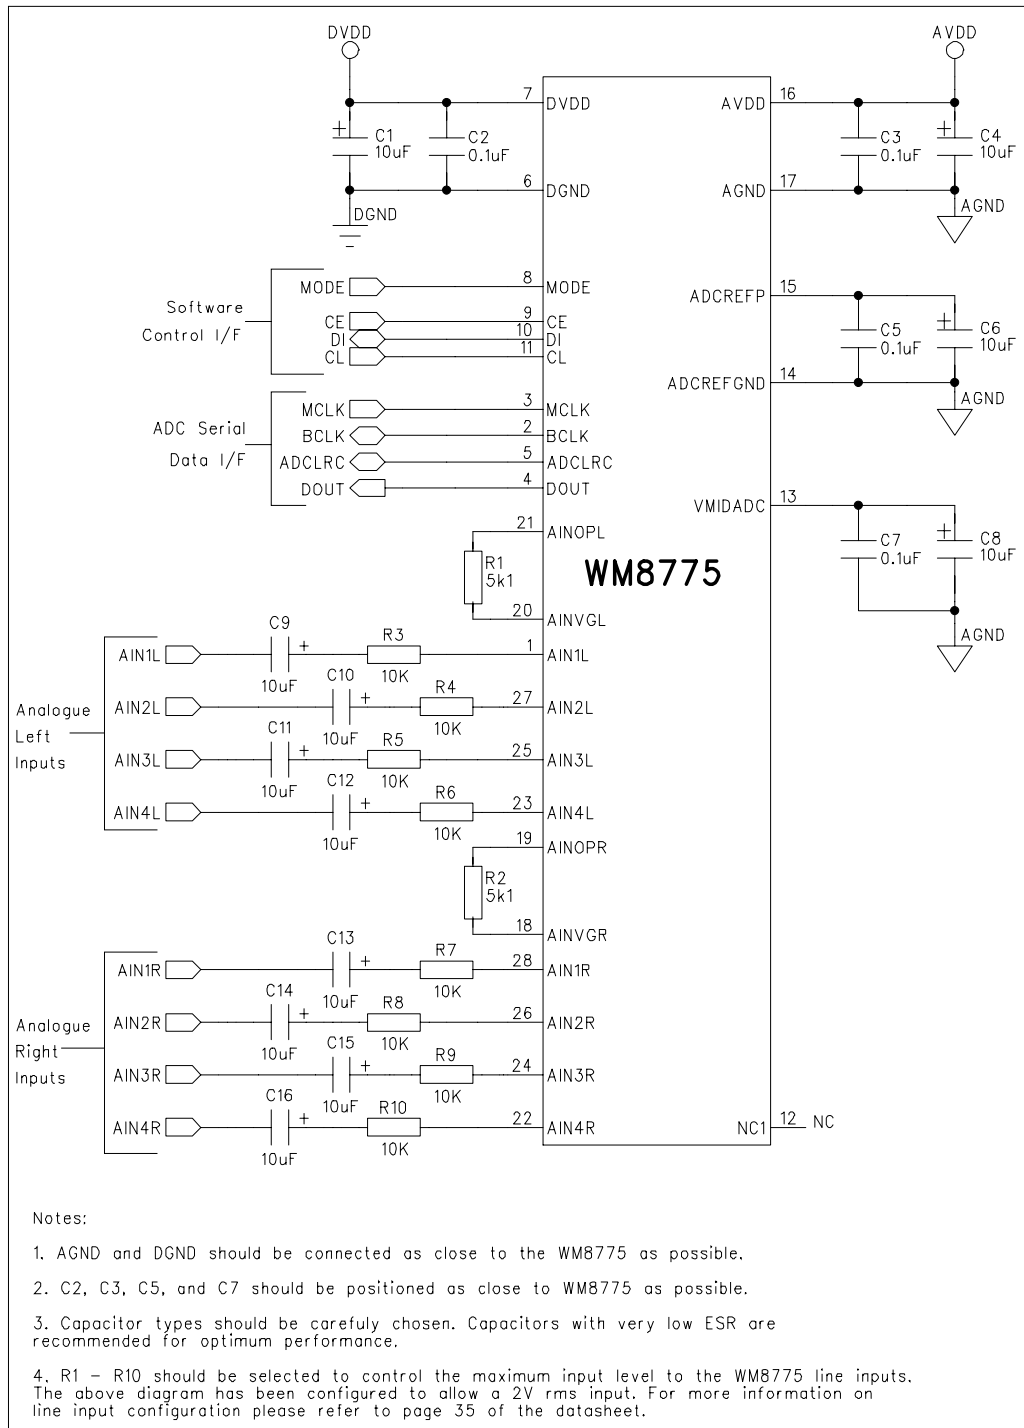 DVDD
AVDD
7 DVDD
AVDD 16
+ C1 10uF
C2 0.1uF
C3 0.1uF
+ C4 10uF
6 DGND
AGND 17
DGND
AGND
Software
Control I/F
MODE 8 MODE
CE 9 CE
DI 10 DI
CL 11 CL
ADCREFP 15
C5 0.1uF
+ C6 10uF
ADCREFGND 14
AGND
ADC Serial
Data I/F
MCLK 3 MCLK
BCLK 2 BCLK
ADCLRC 5 ADCLRC
DOUT 4 DOUT
VMIDADC 13
C7 0.1uF
+ C8 10uF
AGND
21 AINOPL
R1
5k1
WM8775
20 AINVGL
Analogue
Left
Inputs
AIN1L C9 + 10uF R3 10K 1 AIN1L
AIN2L C10 + 10uF R4 10K 27 AIN2L
AIN3L C11 + 10uF R5 10K 25 AIN3L
AIN4L C12 + 10uF R6 10K 23 AIN4L
19 AINOPR
R2
5k1
18 AINVGR
Analogue
Right
Inputs
AIN1R C13 + 10uF R7 10K 28 AIN1R
AIN2R C14 + 10uF R8 10K 26 AIN2R
AIN3R C15 + 10uF R9 10K 24 AIN3R
AIN4R C16 + 10uF R10 10K 22 AIN4R
NC1 12 NC
Notes:
1. AGND and DGND should be connected as close to the WM8775 as possible.
2. C2, C3, C5, and C7 should be positioned as close to WM8775 as possible.
3. Capacitor types should be carefuly chosen. Capacitors with very low ESR are
recommended for optimum performance.
4. R1 – R10 should be selected to control the maximum input level to the WM8775 line inputs.
The above diagram has been configured to allow a 2V rms input. For more information on
line input configuration please refer to page 35 of the datasheet.